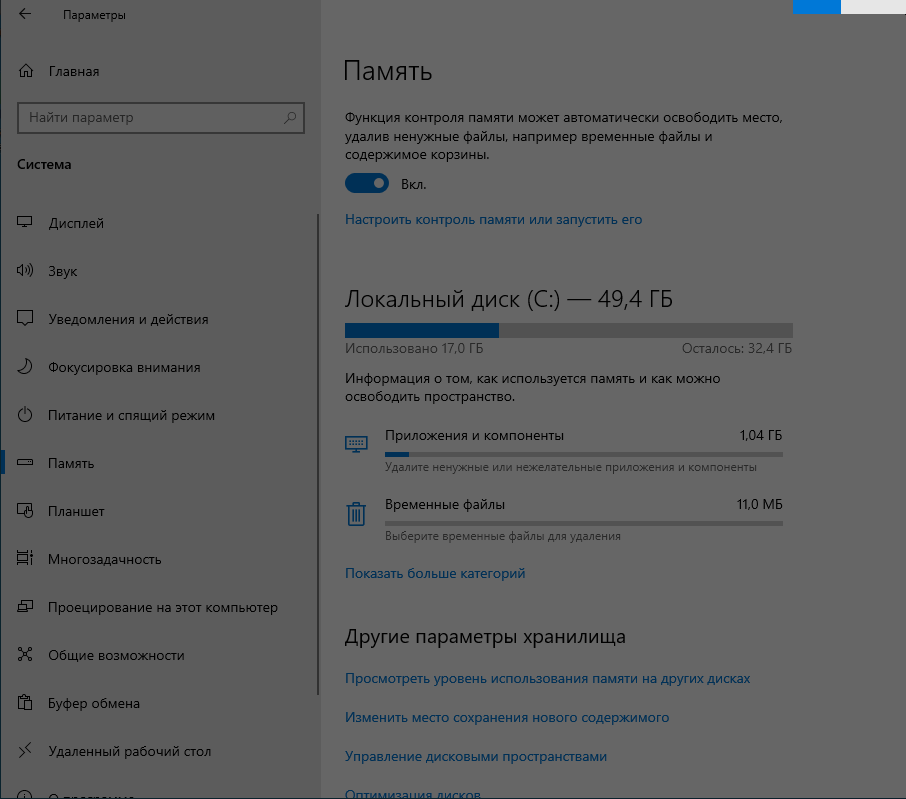 Параметры
Главная
Найти параметр
Система
Дисплей
Звук
Уведомления и действия
Фокусировка внимания
Питание и спящий режим
Память
Планшет
Многозадачность
Проецирование на этот компьютер
Общие возможности
Буфер обмена
Удаленный рабочий стол
О программе
Память
Функция контроля памяти может автоматически освободить место,
удалив ненужные файлы, например временные файлы и
содержимое корзины.
Вкл.
Настроить контроль памяти или запустить его
Локальный диск (C:) — 49,4 ГБ
Использовано 17,0 ГБ
Осталось: 32,4 ГБ
Информация о том, как используется память и как можно
освободить пространство.
Приложения и компоненты
1,04 ГБ
Удалите ненужные или нежелательные приложения и компоненты
Временные файлы
11,0 МБ
Выберите временные файлы для удаления
Показать больше категорий
Другие параметры хранилища
Просмотреть уровень использования памяти на других дисках
Изменить место сохранения нового содержимого
Управление дисковыми пространствами
Оптимизация дисков